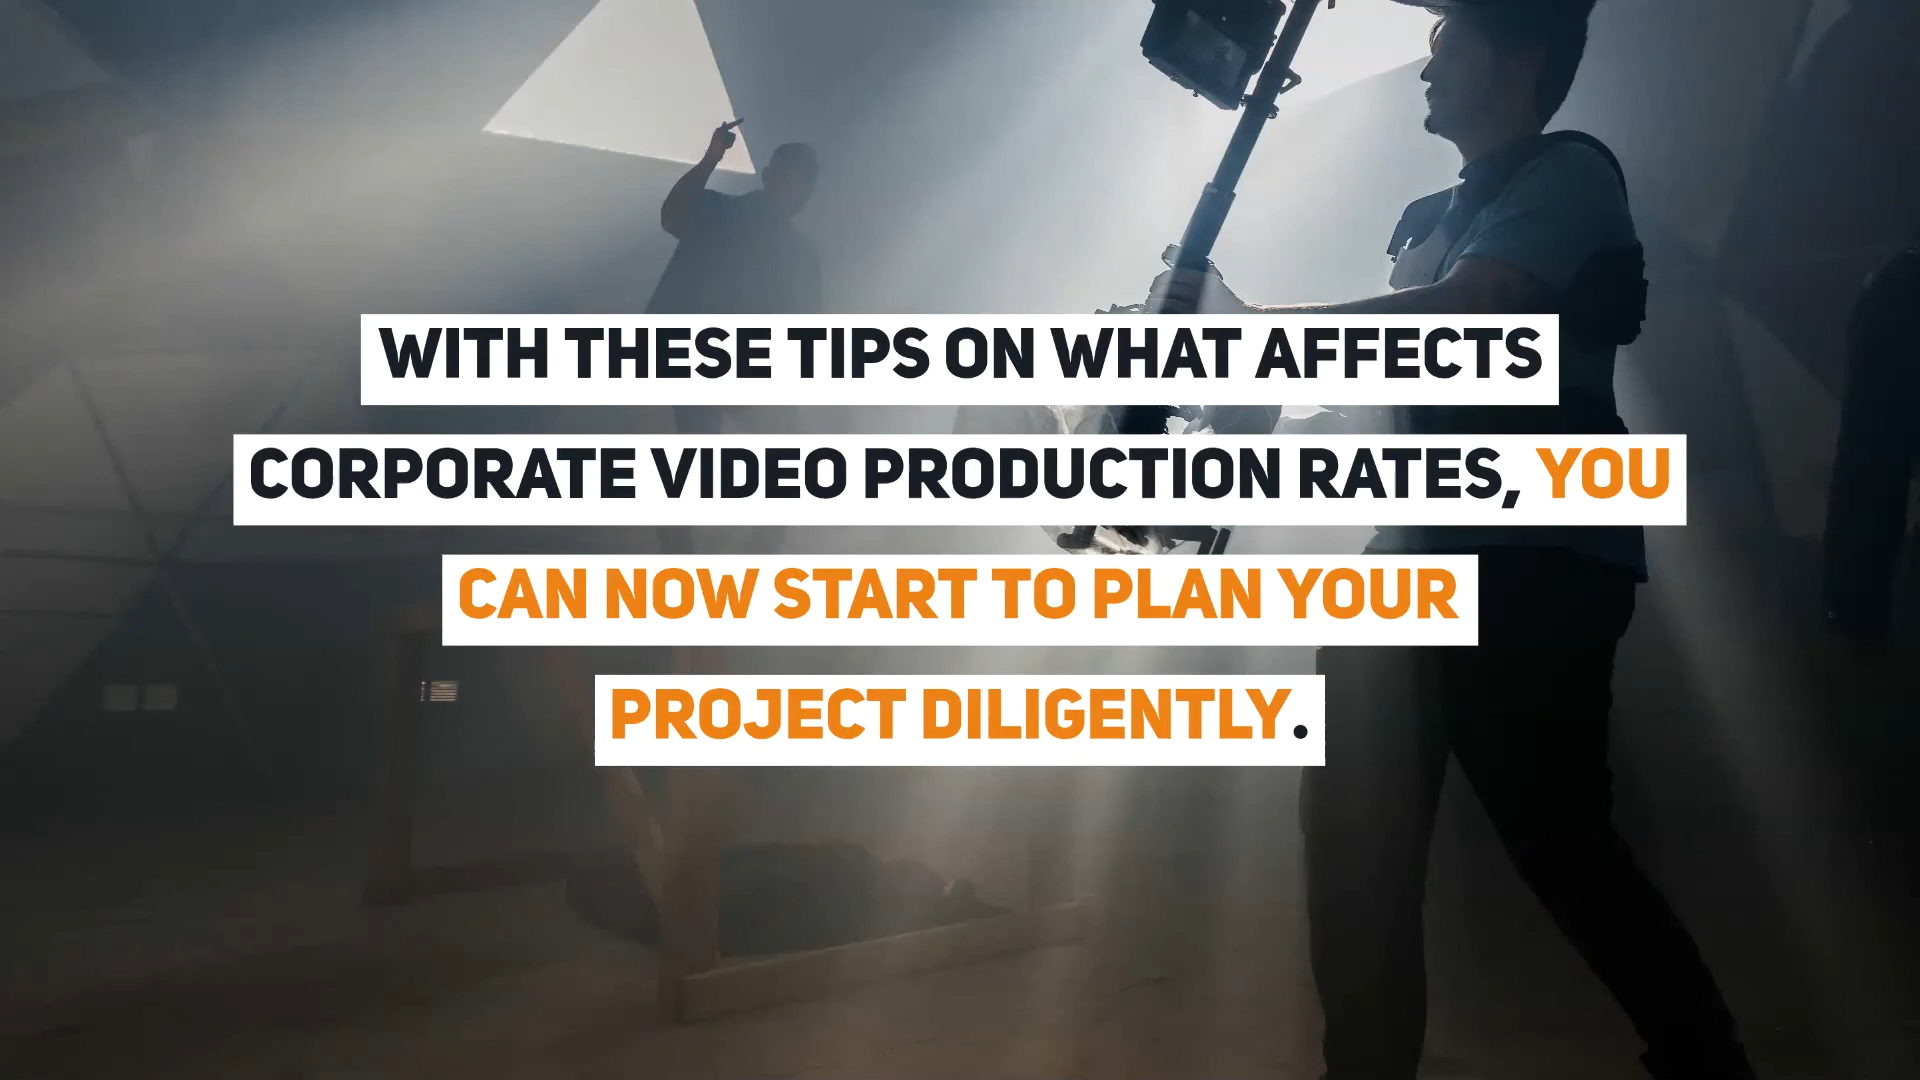 WITH THESE TIPS ON WHAT AFFECTS
CORPORATE VIDEO PRODUCTION RATES, YOU
CAN NOW START TO PLAN YOUR
PROJECT DILIGENTLY.